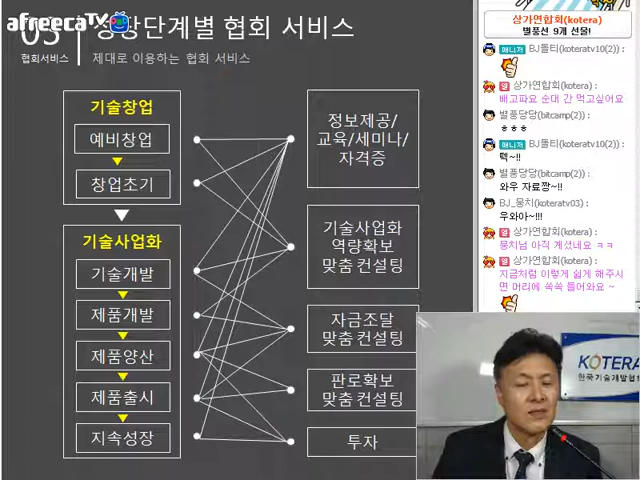 afreecaTV
03
성장단계별 협회 서비스
협회서비스
제대로 이용하는 협회 서비스
기술창업
예비창업
창업초기
기술사업화
기술개발
제품개발
제품양산
제품출시
지속성장
정보제공/
교육/세미나/
자격증
기술사업화
역량확보
맞춤 컨설팅
자금조달
맞춤 컨설팅
판로확보
맞춤 컨설팅
투자
상가연합회(kotera)
별풍선 9개 선물!
매니저 BJ돌티(koteratv10(2)) :
열 상가연합회(kotera) :
배고파요 순대 간 먹고싶어요
별풍당당(bitcamp(2)) :
ㅎㅎㅎ
매니저 BJ돌티(koteratv10(2)) :
헥~!!
별풍당당(bitcamp(2)) :
와우 자료짱~!!
BJ_뭉치(koteratv03) :
우와아~!!!
열 상가연합회(kotera) :
뭉치님 아직 계셨네요 ㅋㅋ
열 상가연합회(kotera) :
지금처럼 이렇게 쉽게 해주시
면 머리에 쏙쏙 들어와요 ~
KOTERA
한국기술개발협회